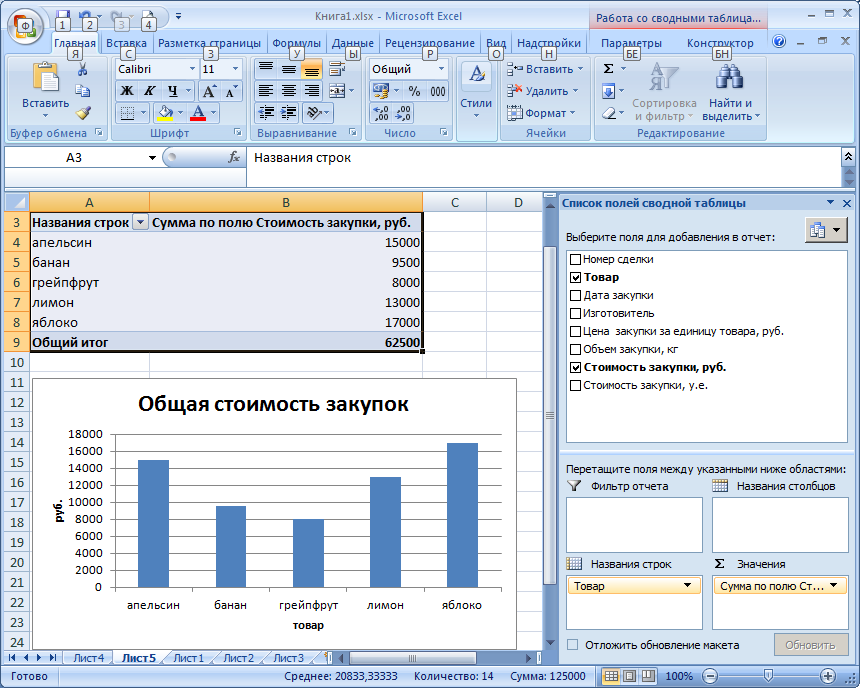 Книга1.xlsx - Microsoft Excel
Работа со сводными таблица...
1 2 3 4
Ф
Главная Вставка Разметка страницы Формулы Данные Рецензирование Вид Надстройки Параметры Конструктор
Я С З У Ы Р О Н БЕ БН
Вставить
Буфер обмена
Calibri 11
Ж К Ч
Шрифт
Выравнивание
Общий
% 000
Число
Стили
Вставить
Удалить
Формат
Ячейки
Сортировка и фильтр
Найти и выделить
Редактирование
A3 fx Названия строк
A B C D
3 Названия строк Сумма по полю Стоимость закупки, руб.
4 апельсин 15000
5 банан 9500
6 грейпфрут 8000
7 лимон 13000
8 яблоко 17000
9 Общий итог 62500
10
11
12
13
14
15
16
17
18
19
20
21
22
23
24
Общая стоимость закупок
18000
16000
14000
12000
10000
8000
6000
4000
2000
0
руб.
апельсин банан грейпфрут лимон яблоко
товар
Список полей сводной таблицы
Выберите поля для добавления в отчет:
Номер сделки
Товар
Дата закупки
Изготовитель
Цена закупки за единицу товара, руб.
Объем закупки, кг
Стоимость закупки, руб.
Стоимость закупки, у.е.
Перетащите поля между указанными ниже областями:
Фильтр отчета Названия столбцов
Названия строк Σ Значения
Товар Сумма по полю Ст...
Отложить обновление макета Обновить
Лист4 Лист5 Лист1 Лист2 Лист3
Готово Среднее: 20833,33333 Количество: 14 Сумма: 125000 100%